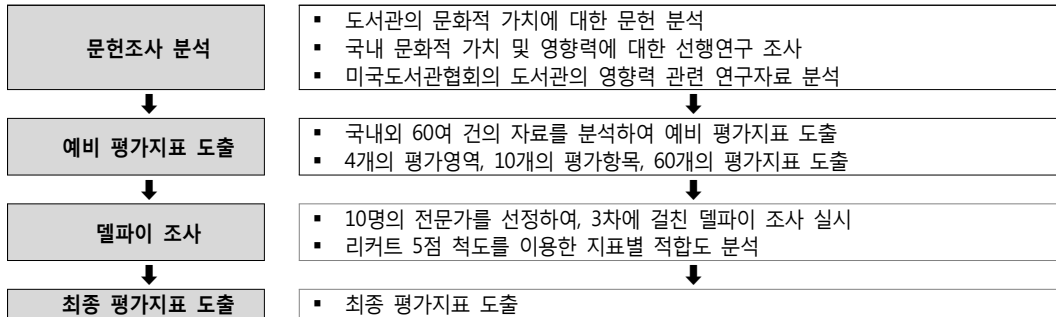 문헌조사 분석
▪ 도서관의 문화적 가치에 대한 문헌 분석
▪ 국내 문화적 가치 및 영향력에 대한 선행연구 조사
▪ 미국도서관협회의 도서관의 영향력 관련 연구자료 분석
예비 평가지표 도출
▪ 국내외 60여 건의 자료를 분석하여 예비 평가지표 도출
▪ 4개의 평가영역, 10개의 평가항목, 60개의 평가지표 도출
델파이 조사
▪ 10명의 전문가를 선정하여, 3차에 걸친 델파이 조사 실시
▪ 리커트 5점 척도를 이용한 지표별 적합도 분석
최종 평가지표 도출
▪ 최종 평가지표 도출